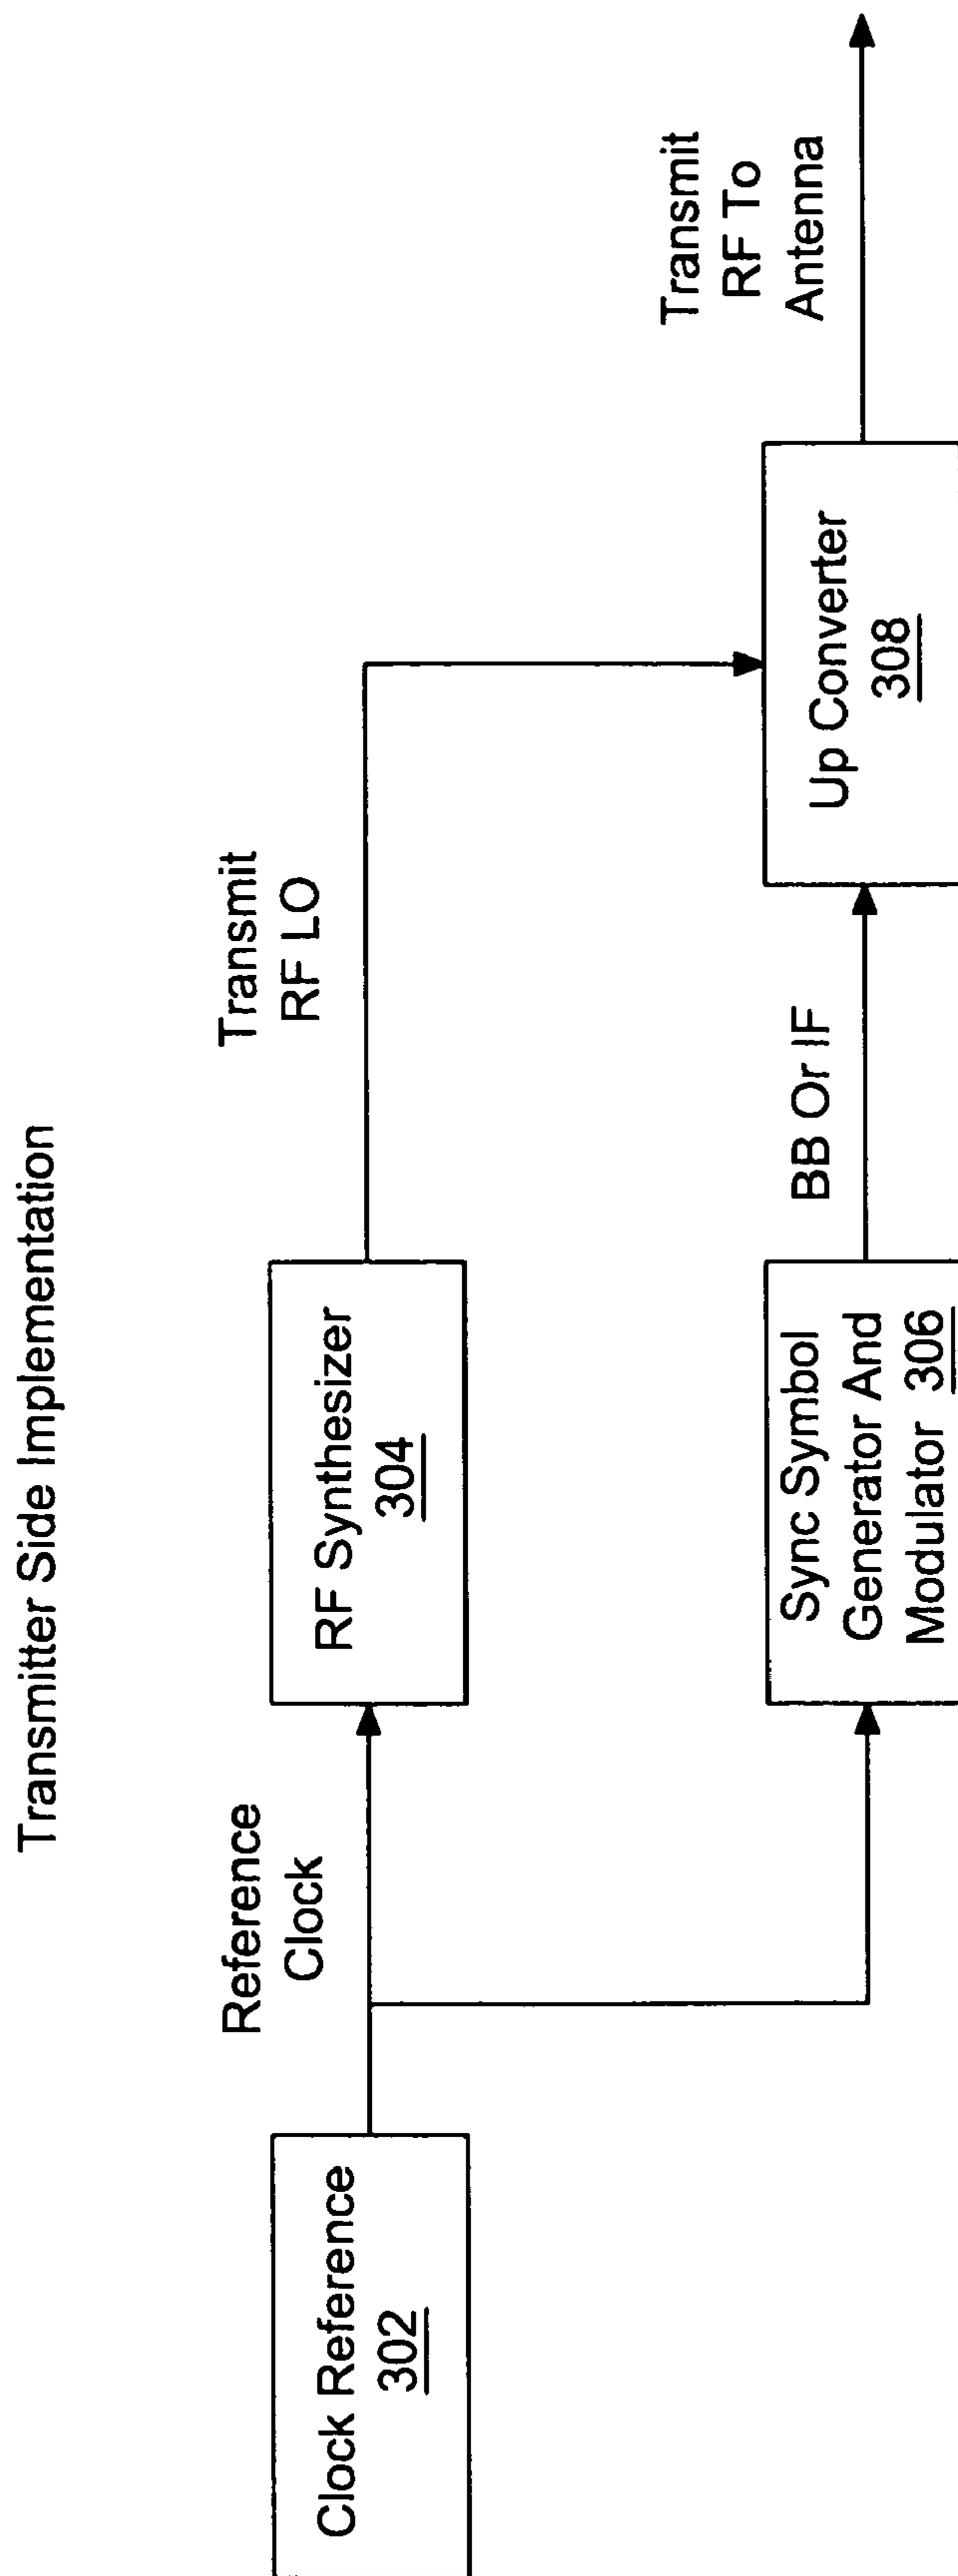 Transmitter Side Implementation
Clock Reference
302
Reference
Clock
RF Synthesizer
304
Transmit
RF LO
Sync Symbol
Generator And
Modulator 306
BB Or IF
Up Converter
308
Transmit
RF To
Antenna